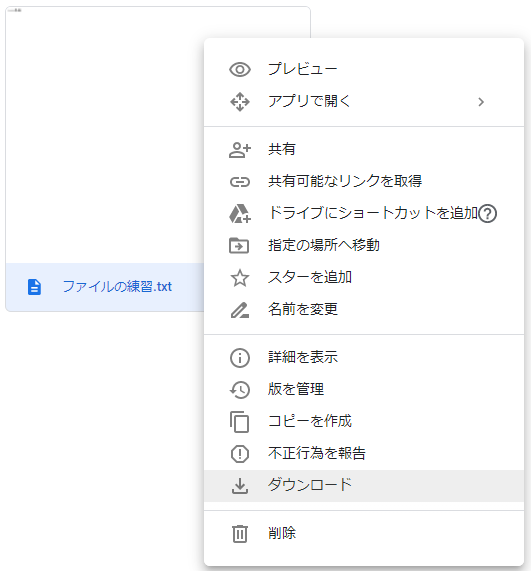 プレビュー
アプリで開く
共有
共有可能なリンクを取得
ドライブにショートカットを追加
指定の場所へ移動
スターを追加
ファイルの練習.txt
名前を変更
詳細を表示
版を管理
コピーを作成
不正行為を報告
ダウンロード
削除